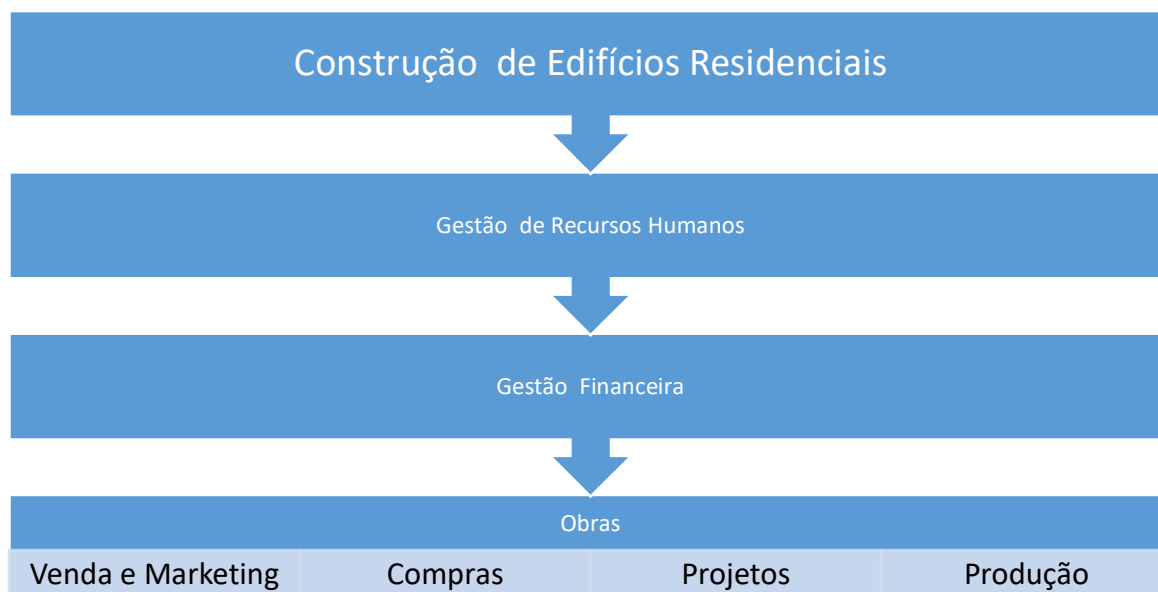 Construção de Edifícios Residenciais
Gestão de Recursos Humanos
Gestão Financeira
Obras
Venda e Marketing
Compras
Projetos
Produção